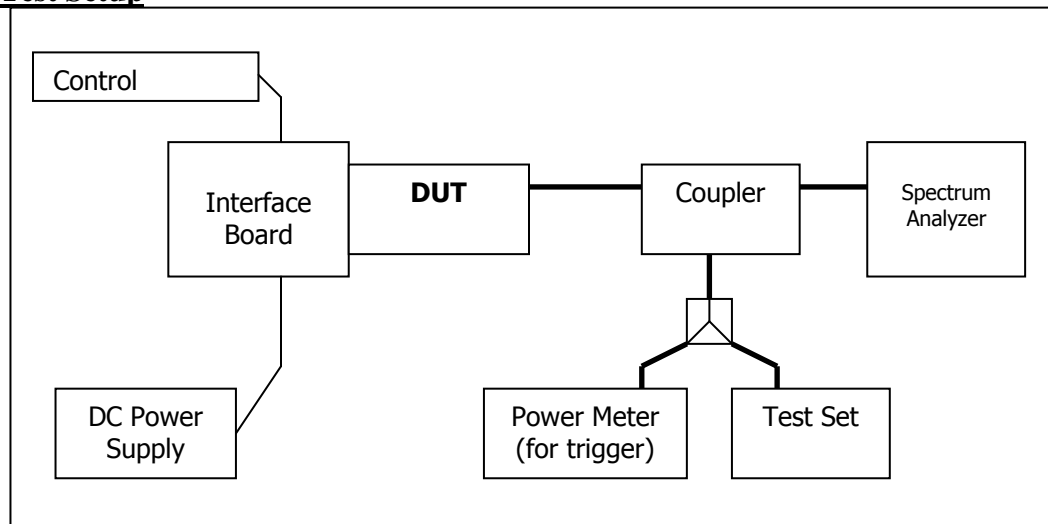 Test Setup
Control
Interface
Board
DUT
Coupler
Spectrum
Analyzer
DC Power
Supply
Power Meter
(for trigger)
Test Set